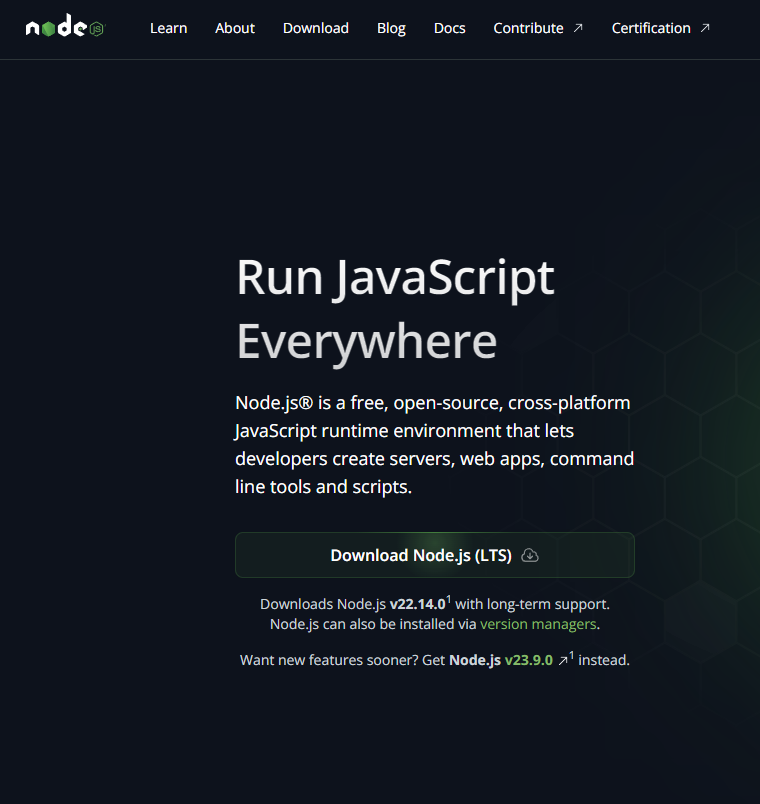 node JS
Learn About Download Blog Docs Contribute ↗ Certification ↗
Run JavaScript
Everywhere
Node.js® is a free, open-source, cross-platform
JavaScript runtime environment that lets
developers create servers, web apps, command
line tools and scripts.
Download Node.js (LTS)
Downloads Node.js v22.14.0¹ with long-term support.
Node.js can also be installed via version managers.
Want new features sooner? Get Node.js v23.9.0 ↗¹ instead.